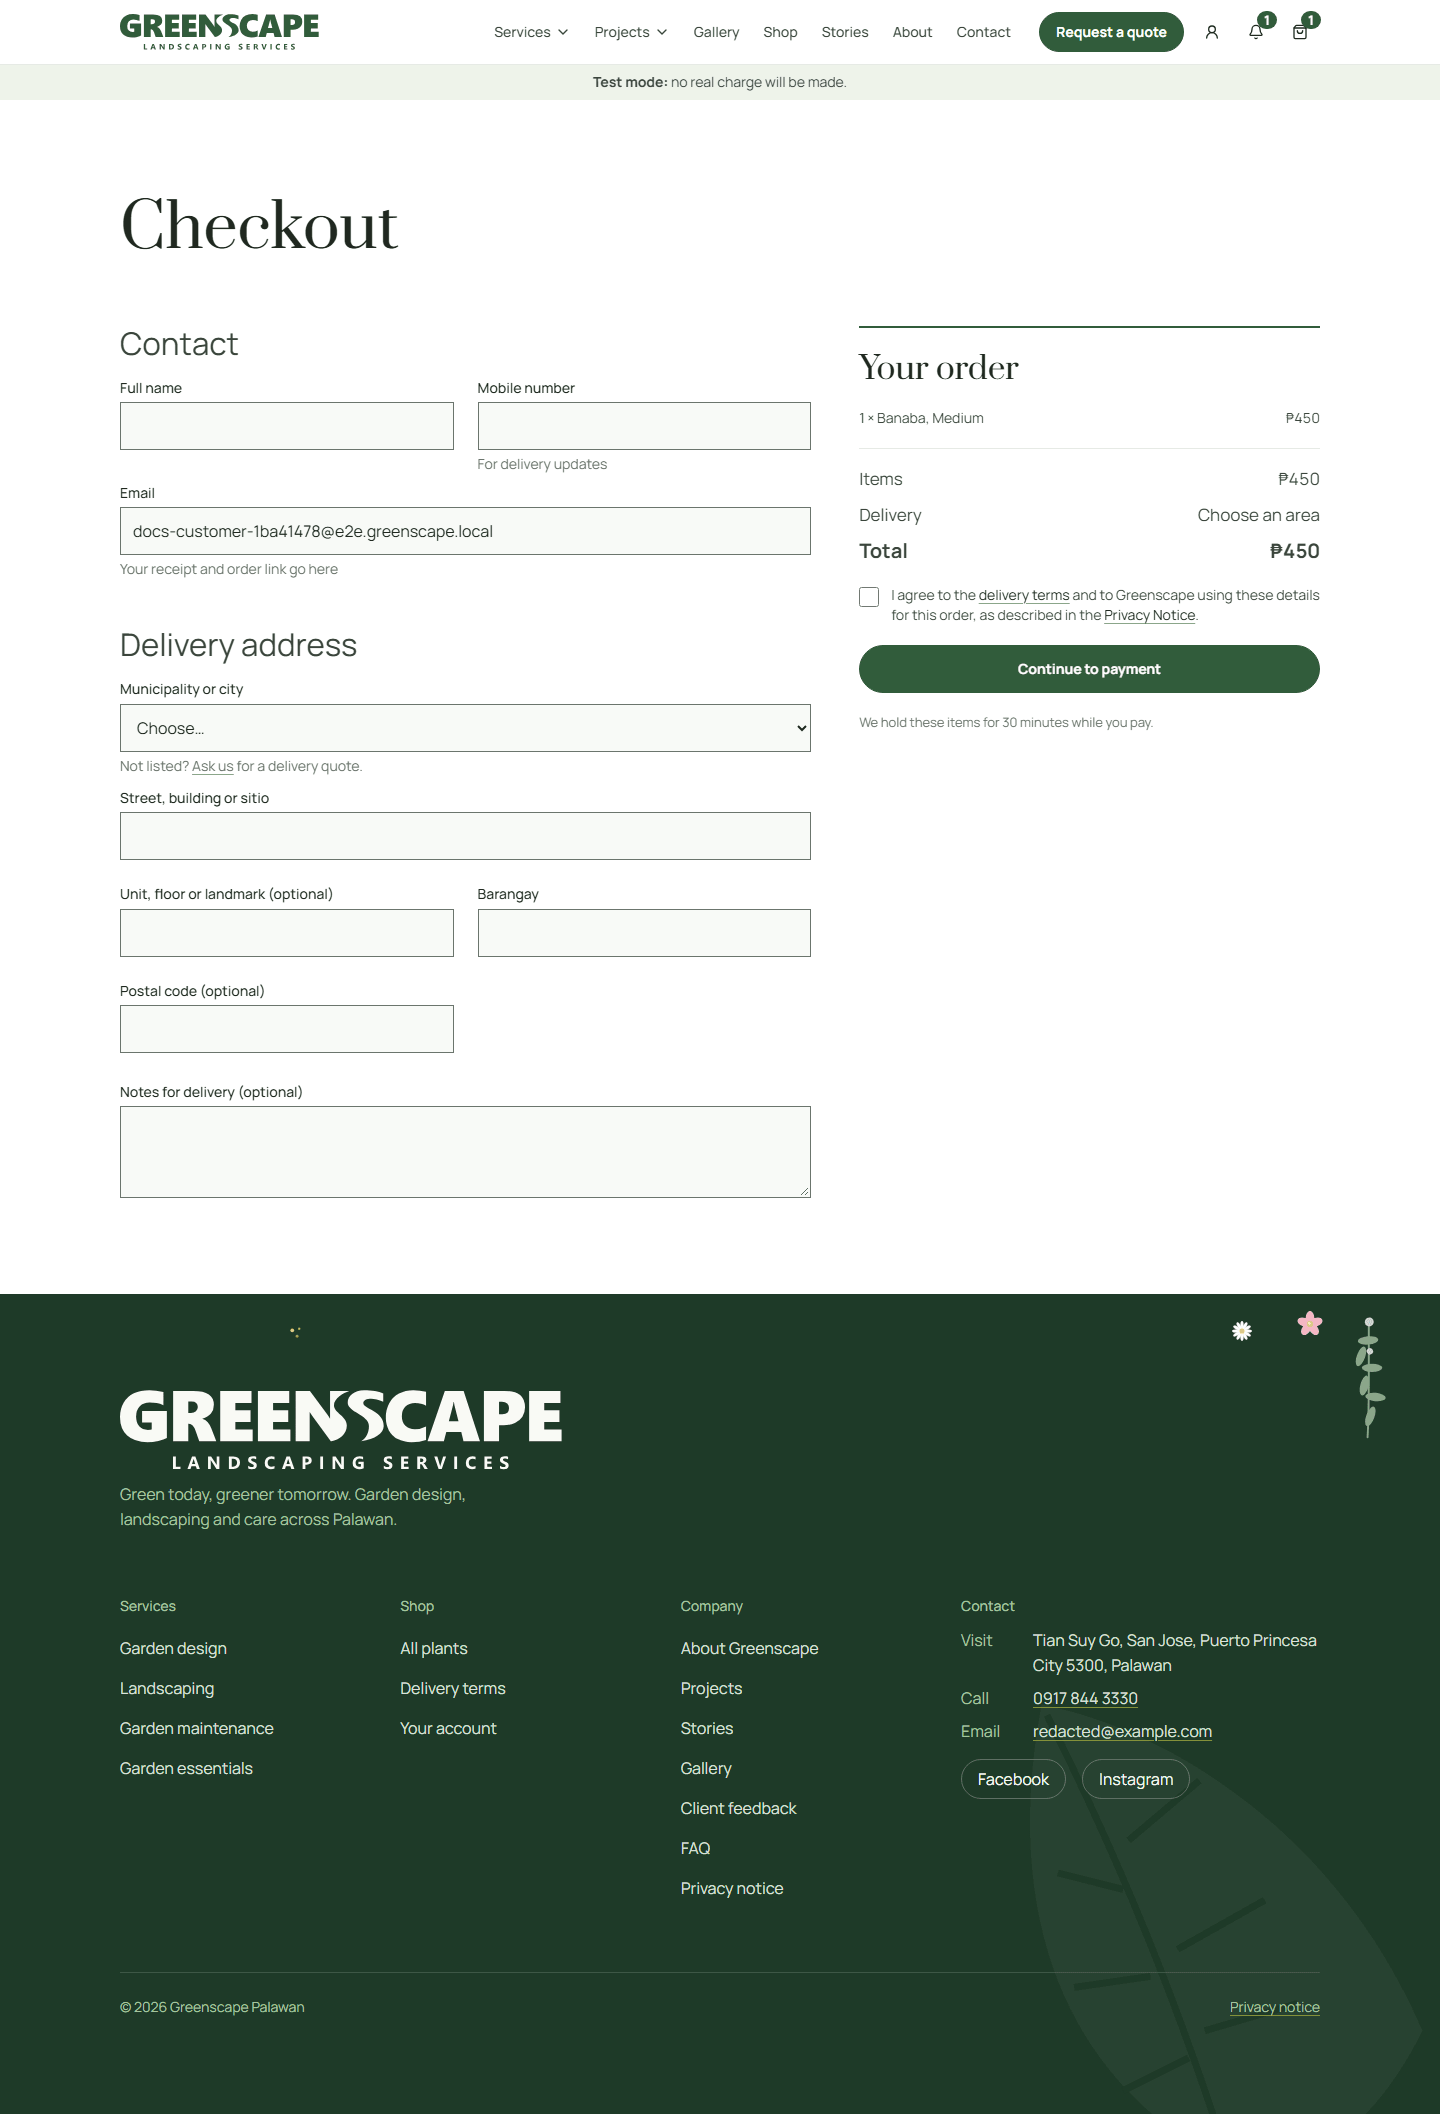 GREENSCAPE
LANDSCAPING SERVICES
Services
Projects
Gallery
Shop
Stories
About
Contact
Request a quote
1
1
Test mode: no real charge will be made.
Checkout
Contact
Full name
Mobile number
For delivery updates
Email
docs-customer-1ba41478@e2e.greenscape.local
Your receipt and order link go here
Delivery address
Municipality or city
Choose...
Not listed? Ask us for a delivery quote.
Street, building or sitio
Unit, floor or landmark (optional)
Barangay
Postal code (optional)
Notes for delivery (optional)
Your order
1 × Banaba, Medium
₱450
Items
₱450
Delivery
Choose an area
Total
₱450
I agree to the delivery terms and to Greenscape using these details
for this order, as described in the Privacy Notice.
Continue to payment
We hold these items for 30 minutes while you pay.
GREENSCAPE
LANDSCAPING SERVICES
Green today, greener tomorrow. Garden design,
landscaping and care across Palawan.
Services
Garden design
Landscaping
Garden maintenance
Garden essentials
Shop
All plants
Delivery terms
Your account
Company
About Greenscape
Projects
Stories
Gallery
Client feedback
FAQ
Privacy notice
Contact
Visit
Tian Suy Go, San Jose, Puerto Princesa
City 5300, Palawan
Call
0917 844 3330
Email
redacted@example.com
Facebook
Instagram
© 2026 Greenscape Palawan
Privacy notice